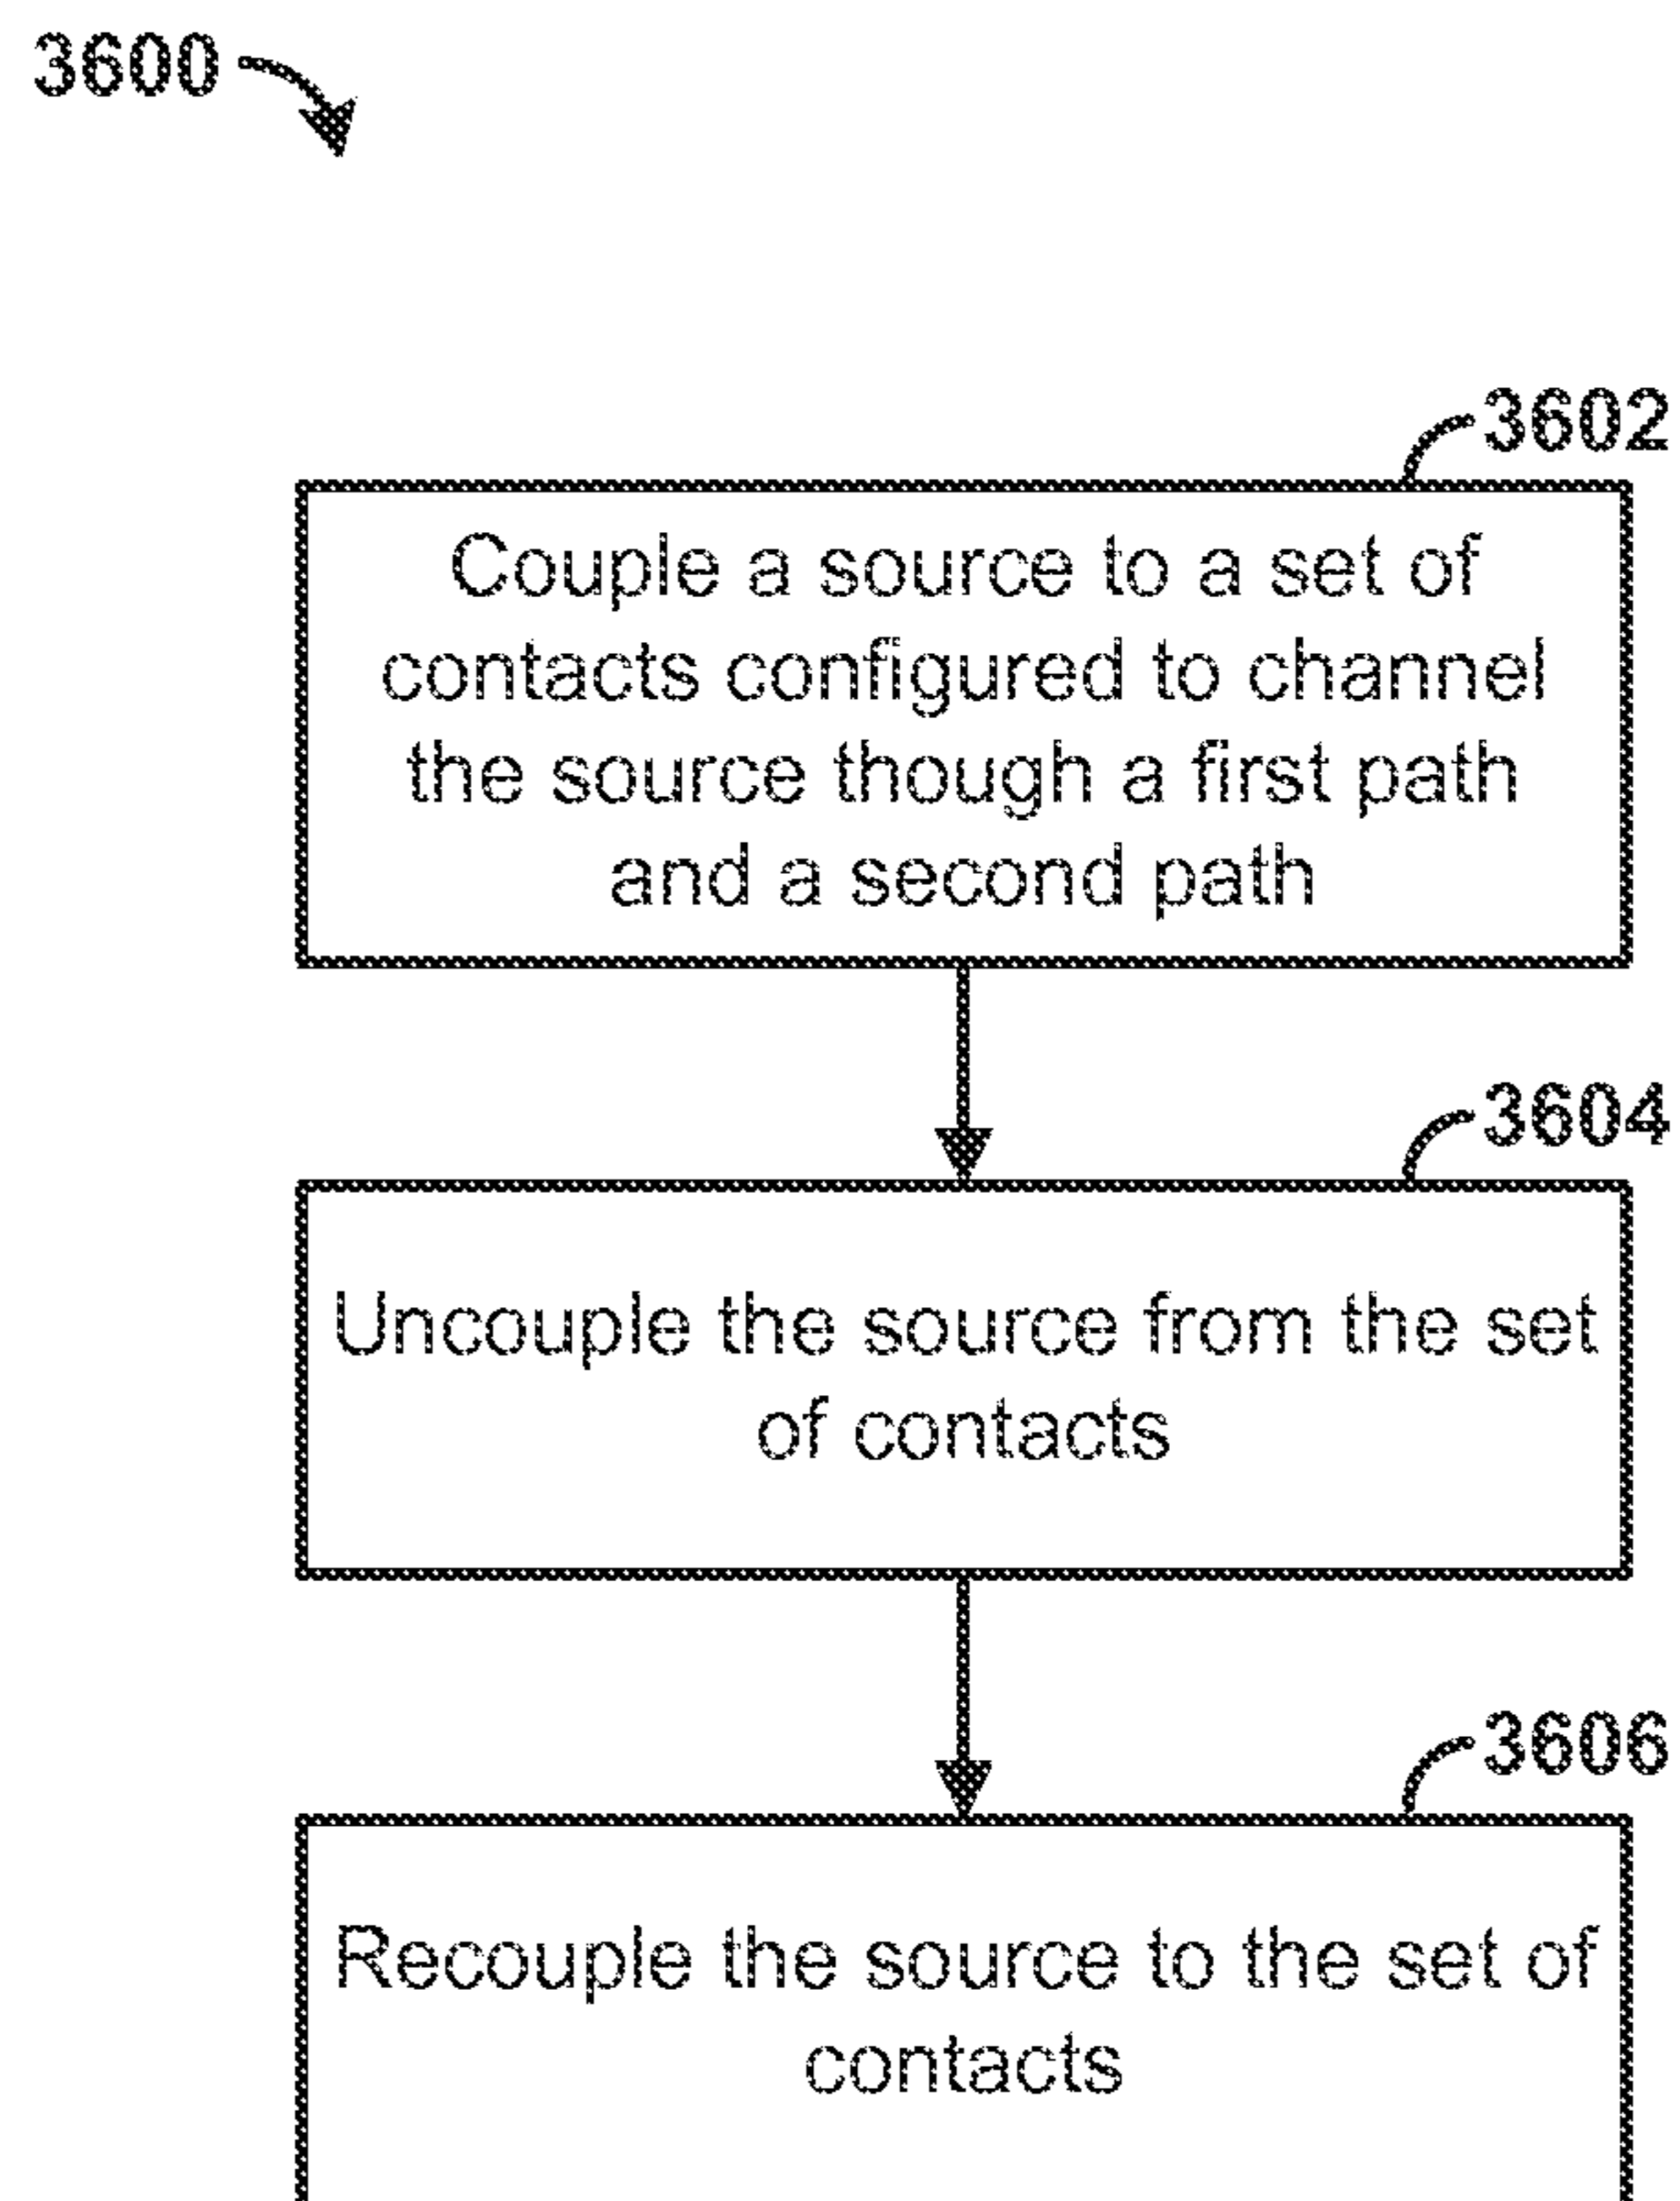 3600
3602
Couple a source to a set of
contacts configured to channel
the source though a first path
and a second path
3604
Uncouple the source from the set
of contacts
3606
Recouple the source to the set of
contacts